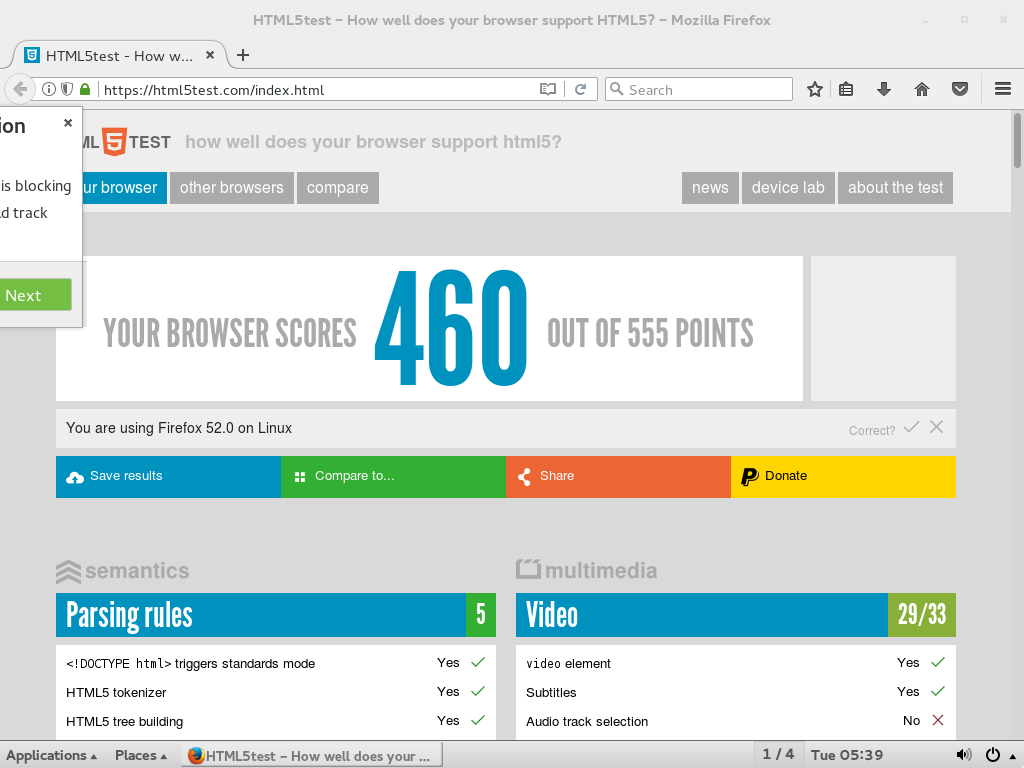 HTML5test – How well does your browser support HTML5? – Mozilla Firefox
HTML5test - How w...
https://html5test.com/index.html
Search
ion
is blocking
d track
Next
ML 5 TEST how well does your browser support html5?
ur browser other browsers compare news device lab about the test
YOUR BROWSER SCORES 460 OUT OF 555 POINTS
You are using Firefox 52.0 on Linux Correct?
Save results Compare to... Share Donate
semantics
Parsing rules 5
<!DOCTYPE html> triggers standards mode Yes
HTML5 tokenizer Yes
HTML5 tree building Yes
multimedia
Video 29/33
video element Yes
Subtitles Yes
Audio track selection No
Applications Places HTML5test – How well does your ... 1 / 4 Tue 05:39